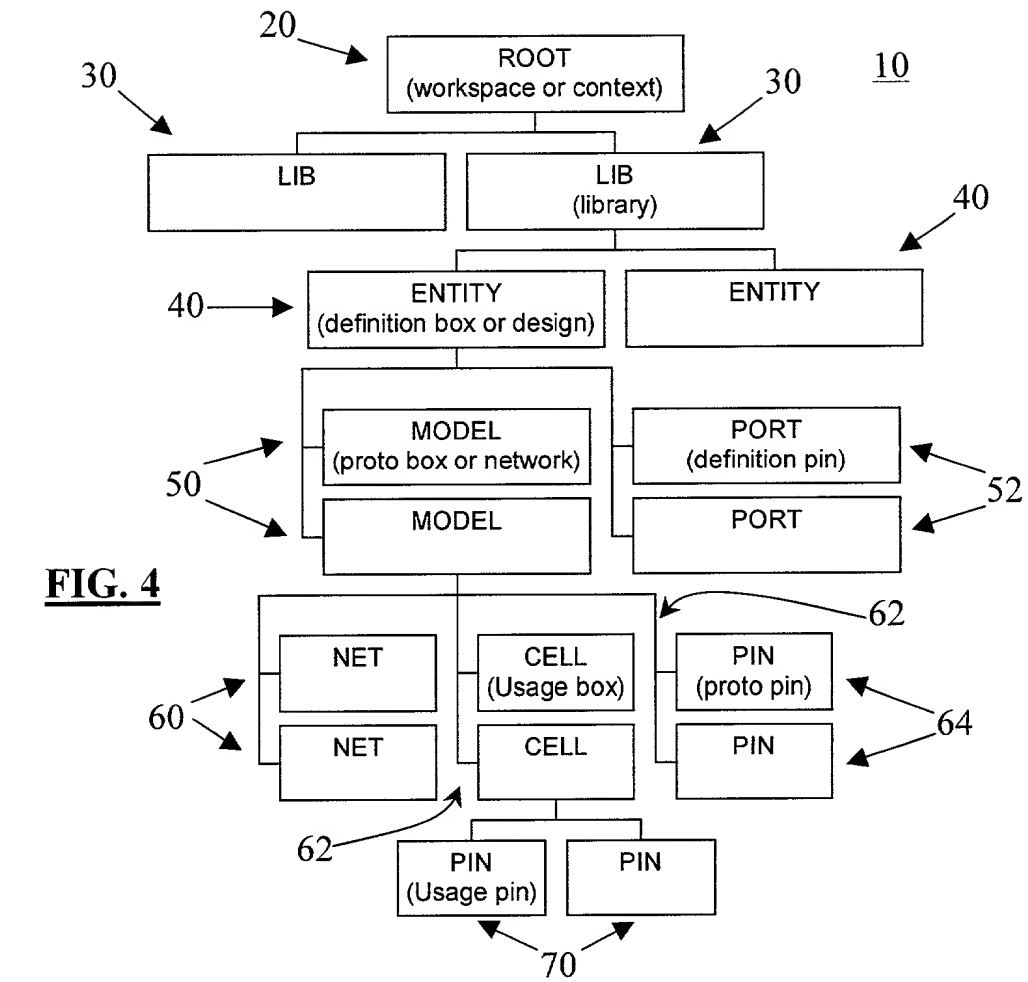 20
ROOT
(workspace or context)
10
30
30
LIB
LIB
(library)
40
40
ENTITY
(definition box or design)
ENTITY
50
MODEL
(proto box or network)
PORT
(definition pin)
52
MODEL
PORT
FIG. 4
62
60
NET
CELL
(Usage box)
PIN
(proto pin)
64
NET
CELL
PIN
62
PIN
(Usage pin)
PIN
70